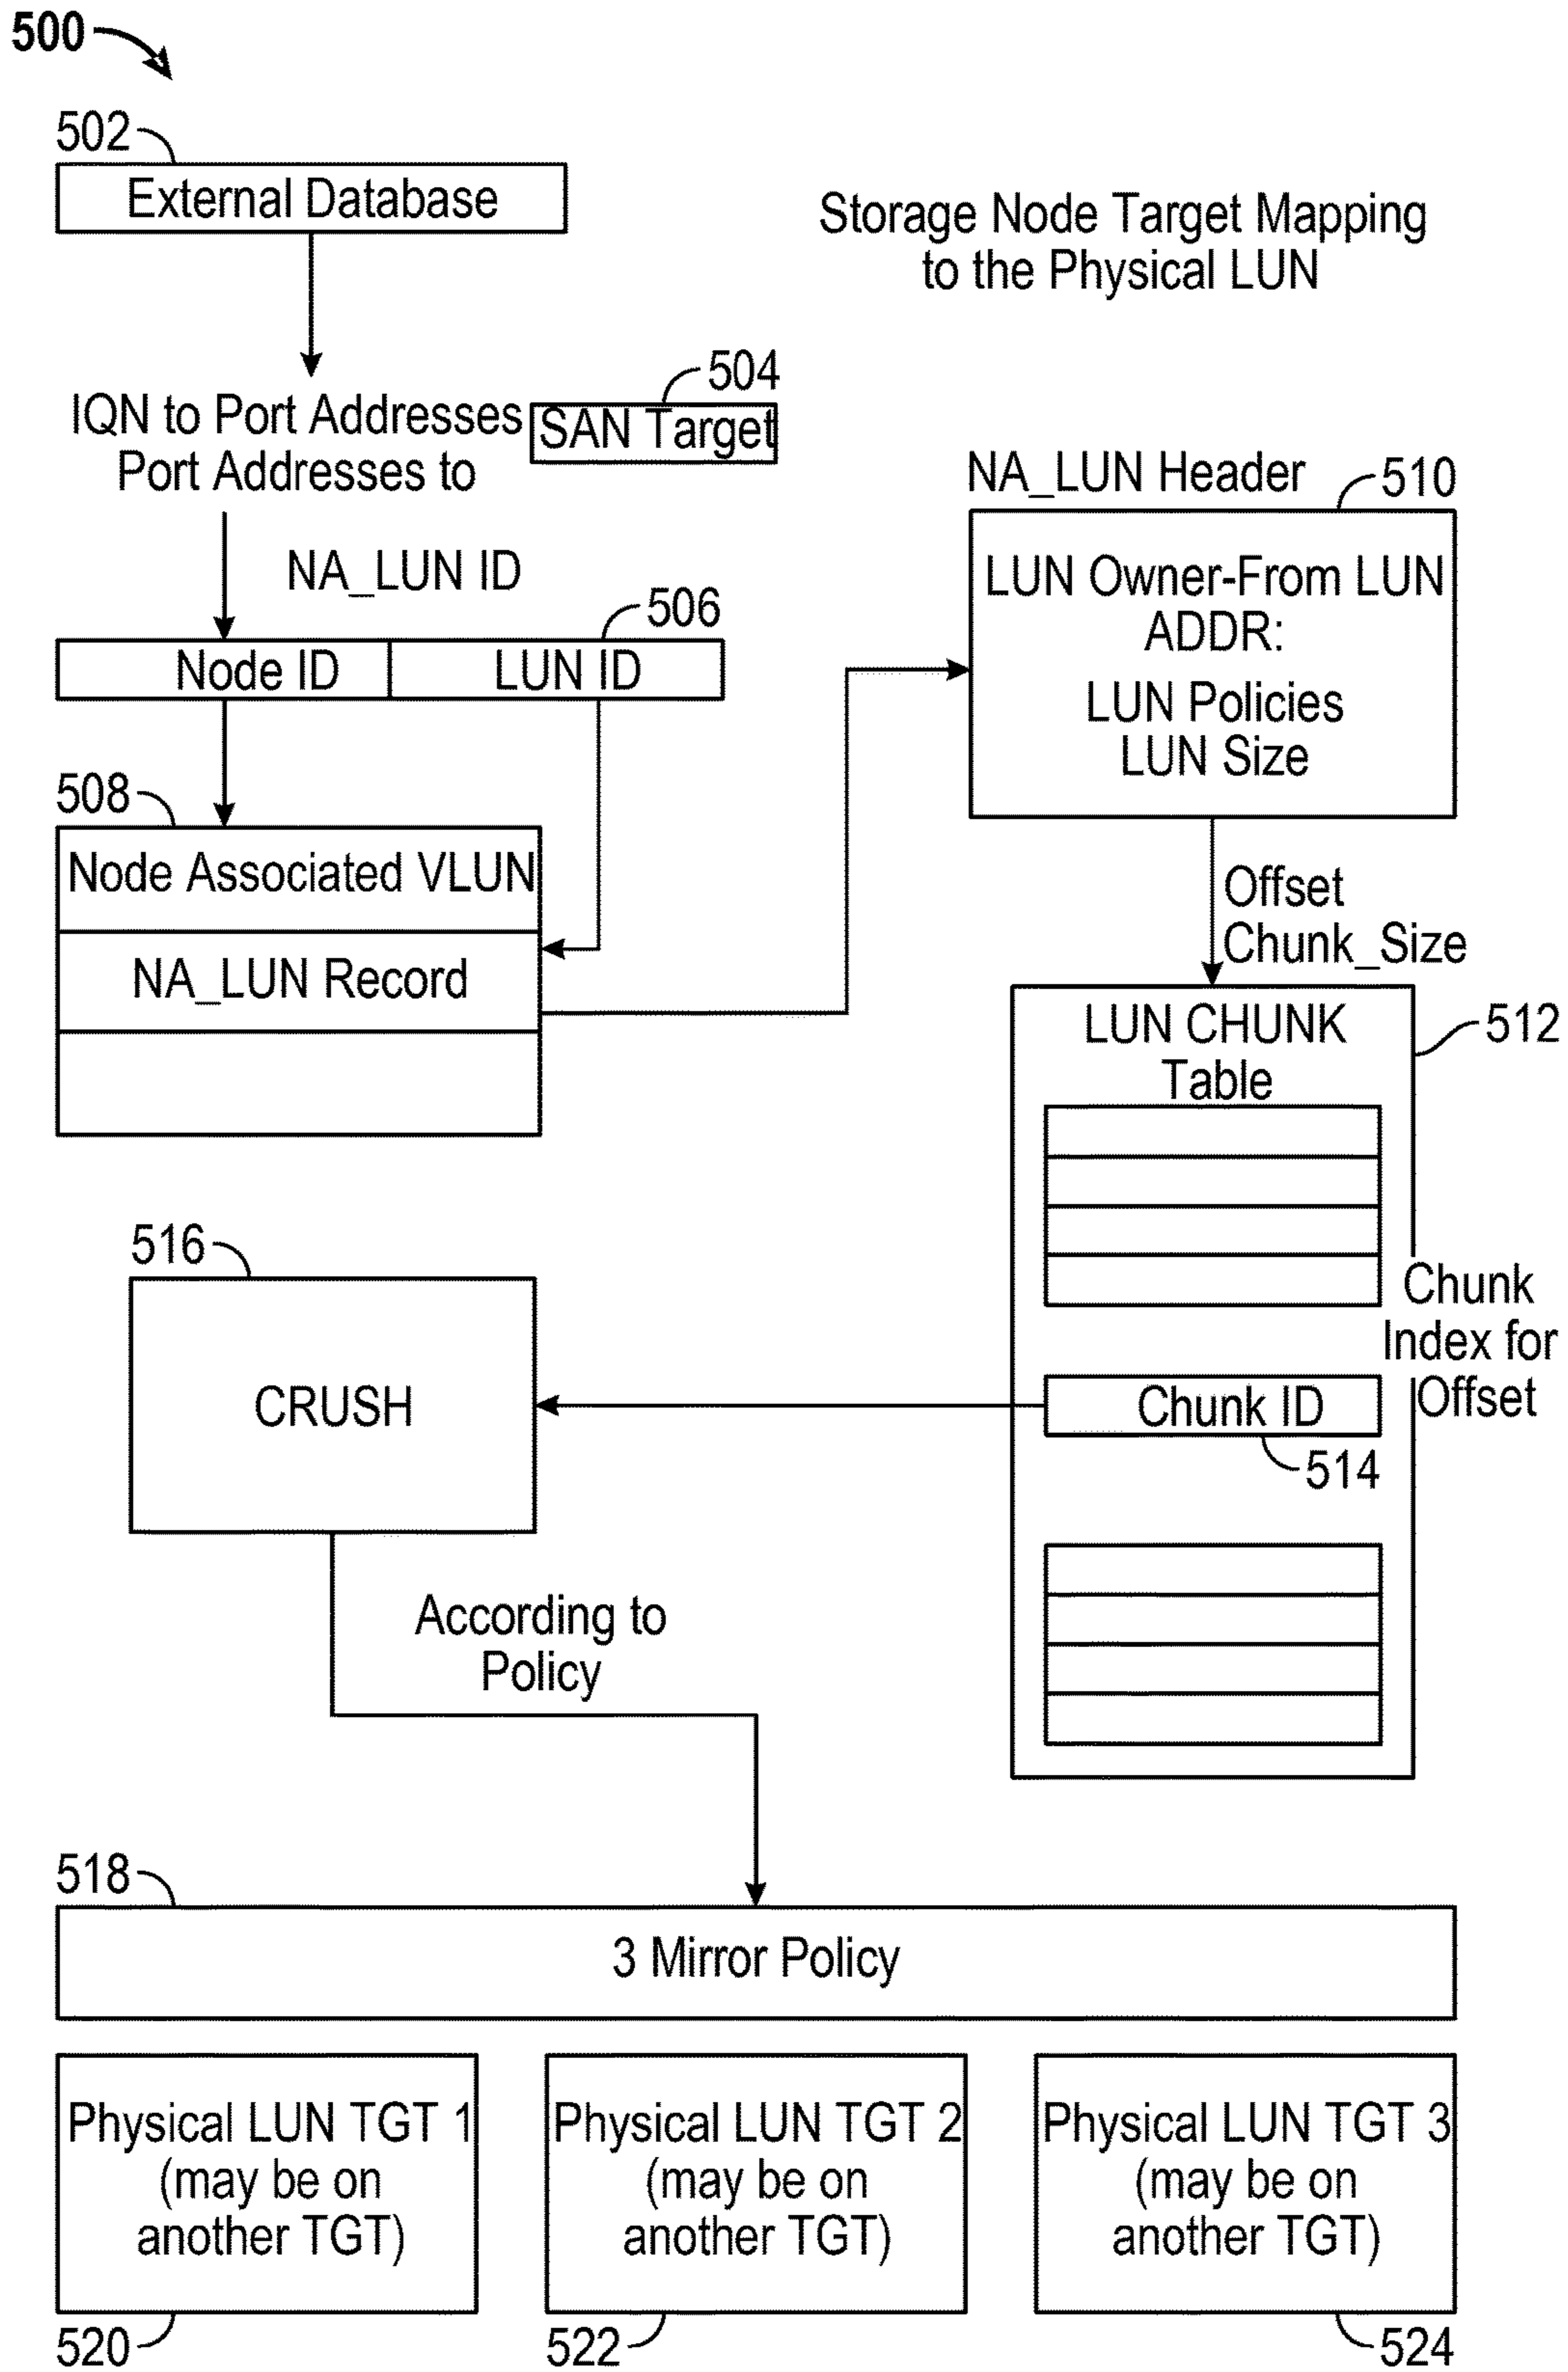 500
502
External Database
Storage Node Target Mapping
to the Physical LUN
504
IQN to Port Addresses
SAN Target
Port Addresses to
NA_LUN Header
510
NA_LUN ID
506
Node ID
LUN ID
LUN Owner-From LUN
ADDR:
LUN Policies
LUN Size
508
Node Associated VLUN
NA_LUN Record
Offset
Chunk_Size
LUN CHUNK
Table
512
Chunk
Index for
Offset
Chunk ID
514
516
CRUSH
According to
Policy
518
3 Mirror Policy
Physical LUN TGT 1
(may be on
another TGT)
520
Physical LUN TGT 2
(may be on
another TGT)
522
Physical LUN TGT 3
(may be on
another TGT)
524